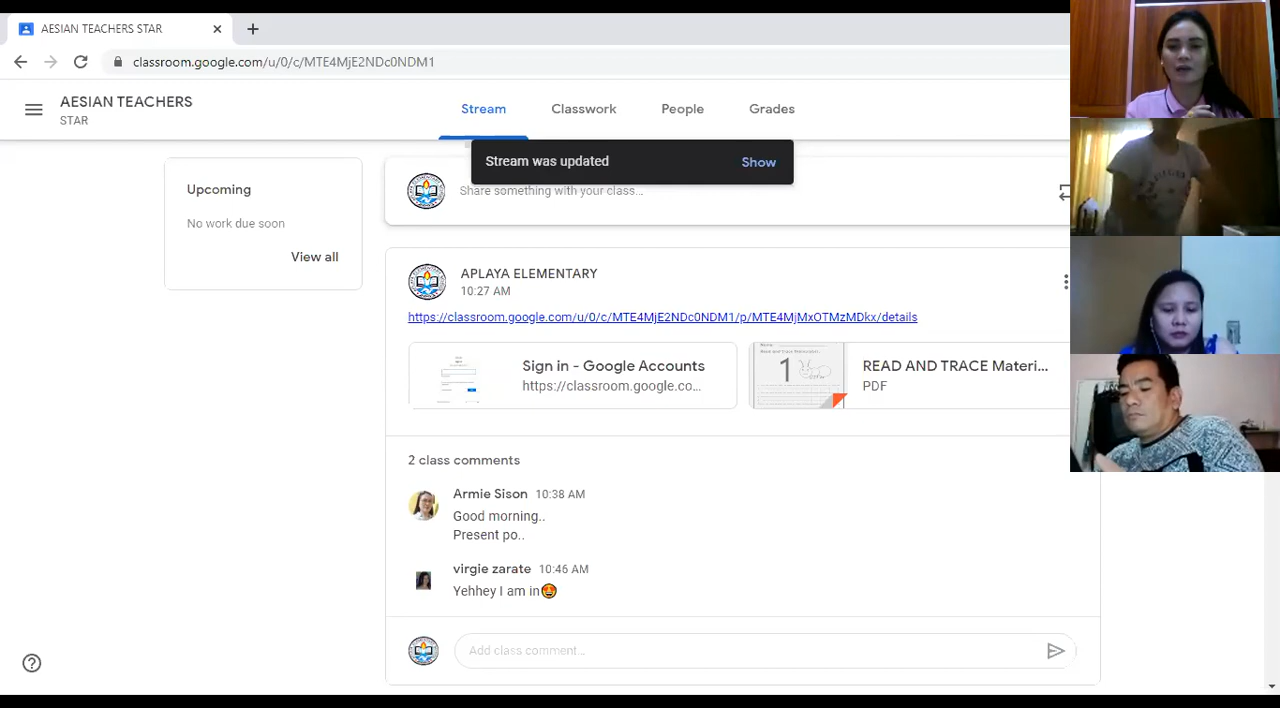 AESIAN TEACHERS STAR
classroom.google.com/u/0/c/MTE4MjE2NDc0NDM1
AESIAN TEACHERS
STAR
Stream
Classwork
People
Grades
Stream was updated
Show
Upcoming
No work due soon
View all
Share something with your class...
APLAYA ELEMENTARY
10:27 AM
https://classroom.google.com/u/0/c/MTE4MjE2NDc0NDM1/p/MTE4MjMxOTMzMDkx/details
Sign in - Google Accounts
https://classroom.google.co...
READ AND TRACE Materi...
PDF
1
2 class comments
Armie Sison 10:38 AM
Good morning..
Present po..
virgie zarate 10:46 AM
Yehhey I am in🤩
Add class comment...